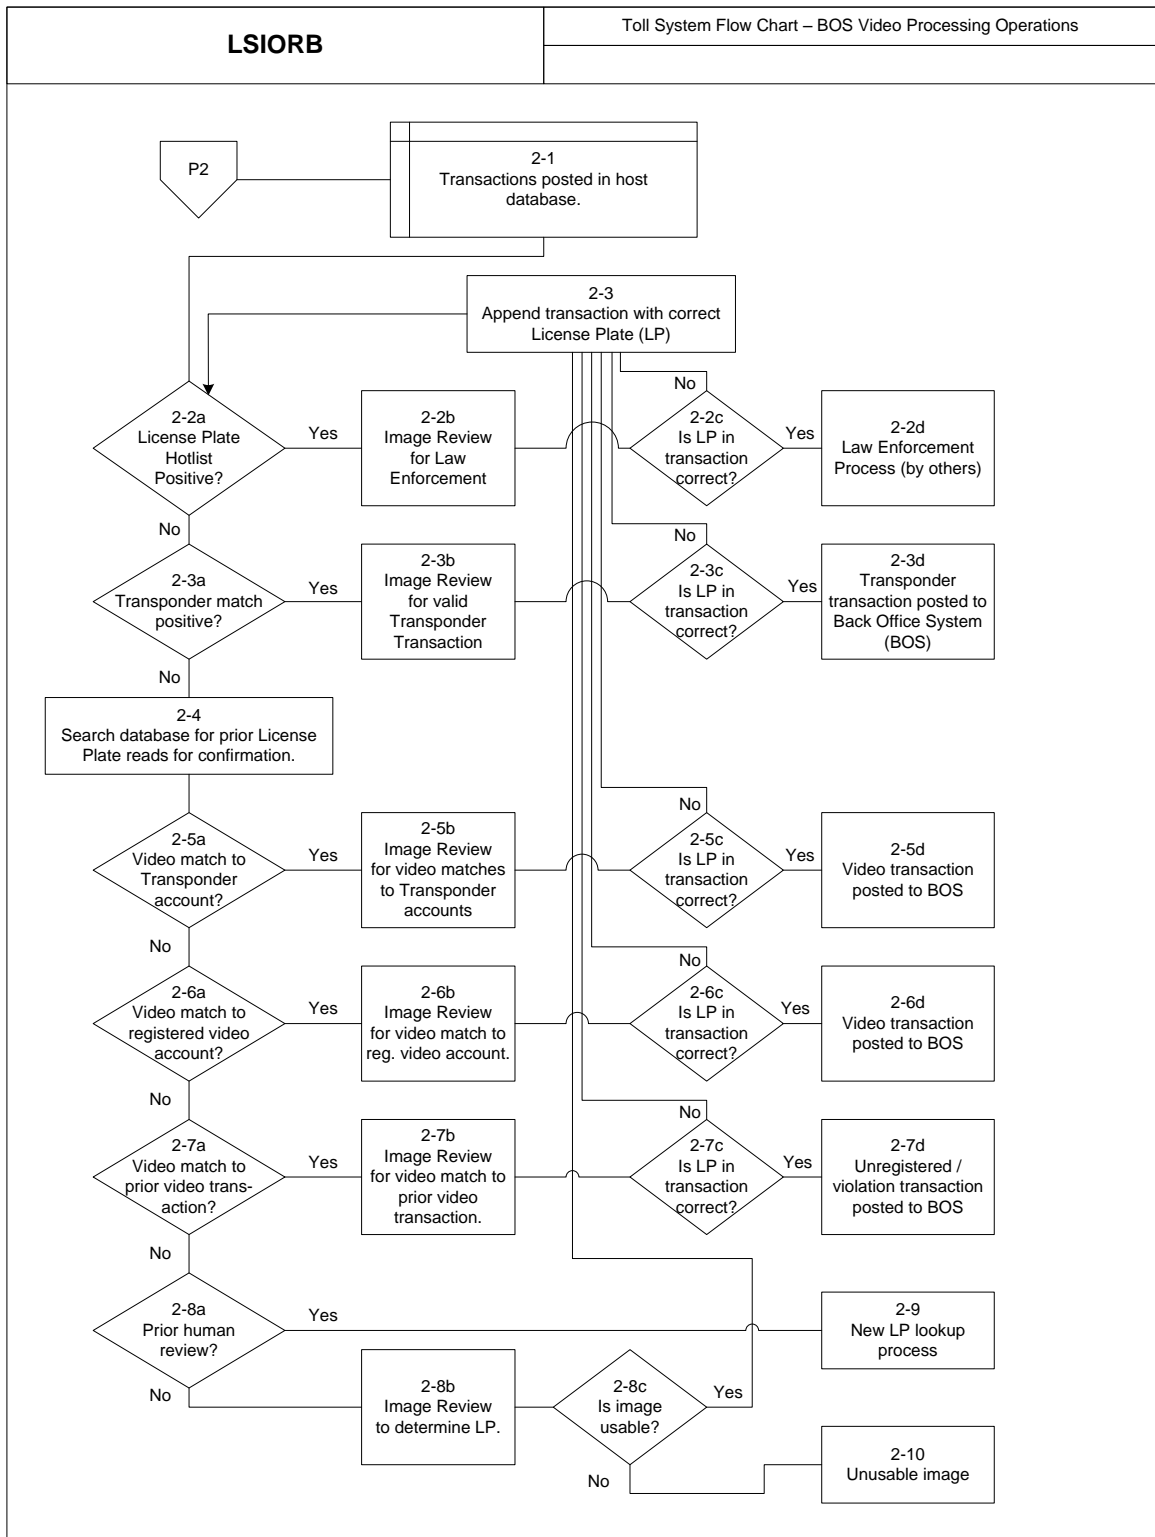 LSIORB
Toll System Flow Chart – BOS Video Processing Operations
P2
2-1
Transactions posted in host
database.
2-3
Append transaction with correct
License Plate (LP)
2-2a
License Plate
Hotlist
Positive?
Yes
2-2b
Image Review
for Law
Enforcement
No
2-2c
Is LP in
transaction
correct?
Yes
2-2d
Law Enforcement
Process (by others)
No
2-3a
Transponder match
positive?
Yes
2-3b
Image Review
for valid
Transponder
Transaction
No
2-3c
Is LP in
transaction
correct?
Yes
2-3d
Transponder
transaction posted to
Back Office System
(BOS)
No
2-4
Search database for prior License
Plate reads for confirmation.
2-5a
Video match to
Transponder
account?
Yes
2-5b
Image Review
for video matches
to Transponder
accounts
No
2-5c
Is LP in
transaction
correct?
Yes
2-5d
Video transaction
posted to BOS
No
2-6a
Video match to
registered video
account?
Yes
2-6b
Image Review
for video match to
reg. video account.
No
2-6c
Is LP in
transaction
correct?
Yes
2-6d
Video transaction
posted to BOS
No
2-7a
Video match to
prior video trans-
action?
Yes
2-7b
Image Review
for video match to
prior video
transaction.
No
2-7c
Is LP in
transaction
correct?
Yes
2-7d
Unregistered /
violation transaction
posted to BOS
No
2-8a
Prior human
review?
Yes
2-9
New LP lookup
process
No
2-8b
Image Review
to determine LP.
2-8c
Is image
usable?
Yes
No
2-10
Unusable image